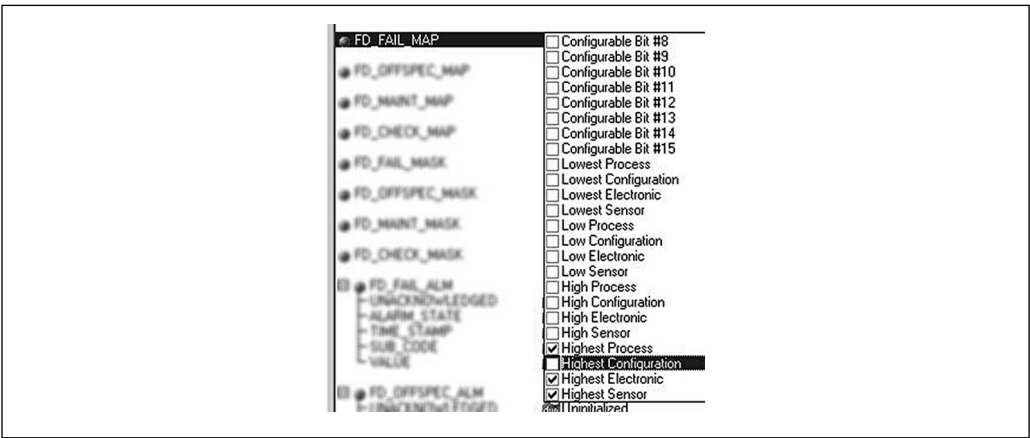 FD_FAIL_MAP
Configurable Bit #8
Configurable Bit #9
Configurable Bit #10
Configurable Bit #11
Configurable Bit #12
Configurable Bit #13
Configurable Bit #14
Configurable Bit #15
Lowest Process
Lowest Configuration
Lowest Electronic
Lowest Sensor
Low Process
Low Configuration
Low Electronic
Low Sensor
High Process
High Configuration
High Electronic
High Sensor
Highest Process
Highest Configuration
Highest Electronic
Highest Sensor
Uninitialized
FD_OFFSPEC_MAP
FD_MAINT_MAP
FD_CHECK_MAP
FD_FAIL_MASK
FD_OFFSPEC_MASK
FD_MAINT_MASK
FD_CHECK_MASK
FD_FAIL_ALM
UNACKNOWLEDGED
ALARM_STATE
TIME_STAMP
SUB_CODE
VALUE
FD_OFFSPEC_ALM
UNACKNOWLEDGED